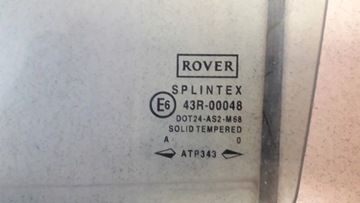 ROVER
SPLINTEX
E6 43R-00048
DOT24-AS2-M68
SOLID TEMPERED
A 0
ATP343